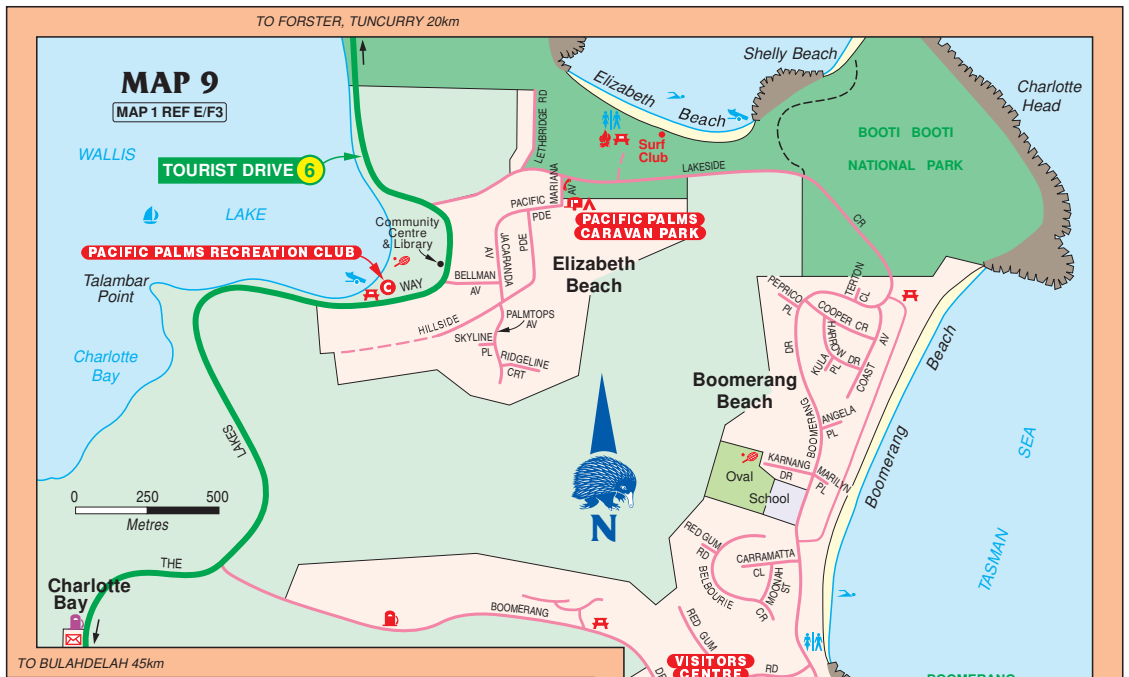 TO FORSTER, TUNCURRY 20km
MAP 9
MAP 1 REF E/F3
WALLIS
LAKE
TOURIST DRIVE 6
PACIFIC PALMS RECREATION CLUB
Talambar
Point
Charlotte
Bay
Community
Centre
& Library
C
WAY
LETHBRIDGE RD
MARIANA
AV
PACIFIC
PDE
PDE
JACARANDA
AV
BELLMAN
AV
HILLSIDE
PALMTOPS
AV
SKYLINE
PL
RIDGELINE
CRT
Elizabeth
Beach
Shelly Beach
Surf
Club
LAKESIDE
CR
PACIFIC PALMS
CARAVAN PARK
Elizabeth
Beach
BOOTI BOOTI
NATIONAL PARK
Charlotte
Head
TERTON
CL
PEPRICO
PL
COOPER CR
HARROW DR
KULA
PL
COAST
AV
DR
BOOMERANG
ANGELA
PL
Boomerang
Beach
KARNANG
DR
MARILYN
PL
Oval
School
Boomerang
Beach
TASMAN
SEA
LAKES
THE
0 250 500
Metres
N
Charlotte
Bay
RED GUM
RD
CARRAMATTA
CL
BELBOURIE
CR
MOONAH
ST
BOOMERANG
DR
RED GUM
RD
VISITORS
CENTRE
TO BULAHDELAH 45km
BOOMERANG